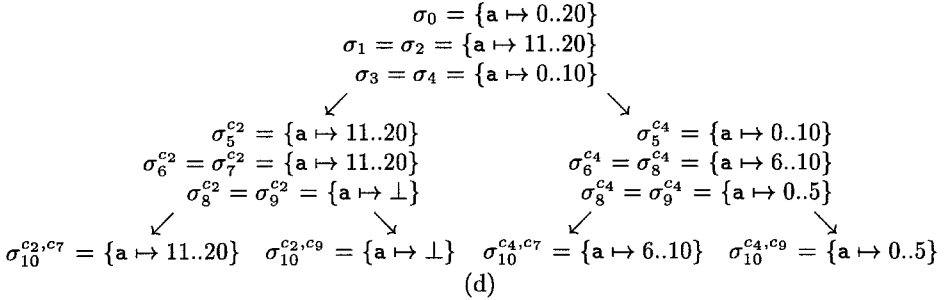 σ₀ = {a ↦ 0..20}
σ₁ = σ₂ = {a ↦ 11..20}
σ₃ = σ₄ = {a ↦ 0..10}
σ₅^{c₂} = {a ↦ 11..20} σ₅^{c₄} = {a ↦ 0..10}
σ₆^{c₂} = σ₇^{c₂} = {a ↦ 11..20} σ₆^{c₄} = σ₈^{c₄} = {a ↦ 6..10}
σ₈^{c₂} = σ₉^{c₂} = {a ↦ ⊥} σ₈^{c₄} = σ₉^{c₄} = {a ↦ 0..5}
σ₁₀^{c₂,c₇} = {a ↦ 11..20} σ₁₀^{c₂,c₉} = {a ↦ ⊥} σ₁₀^{c₄,c₇} = {a ↦ 6..10} σ₁₀^{c₄,c₉} = {a ↦ 0..5}
(d)